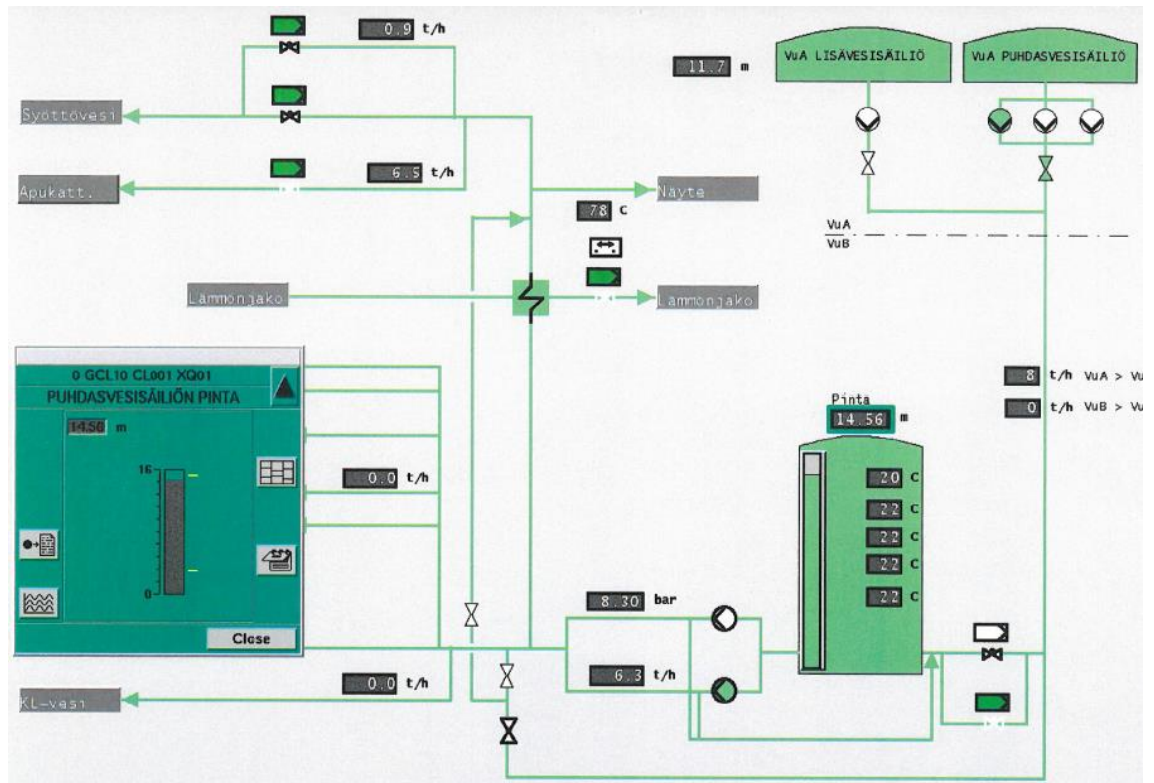 0.9 t/h
VuA LISÄVESISÄILIÖ
VuA PUHDASVESISÄILIÖ
11.7 m
Syöttövesi
6.5 t/h
Apukatt.
Näyte
78 C
VuA
VuB
Lämmönjako
Lämmönjako
0 GCL10 CL001 XQ01
PUHDASVESISÄILIÖN PINTA
14.56 m
16
0
Close
0.0 t/h
8 t/h VuA > Vu
0 t/h VuB > Vu
Pinta
14.56 m
20 C
22 C
22 C
22 C
22 C
8.30 bar
6.3 t/h
0.0 t/h
KL-vesi